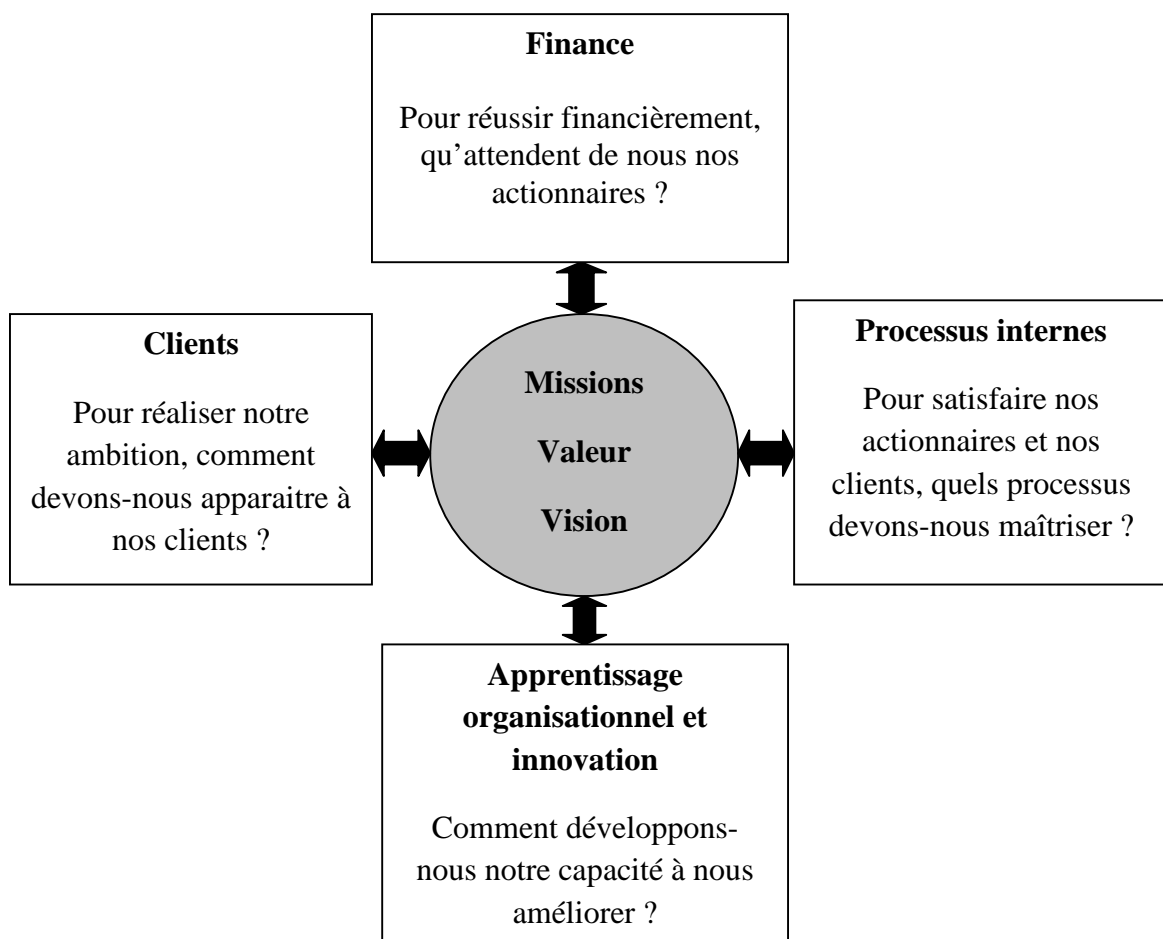 Finance
Pour réussir financièrement,
qu’attendent de nous nos
actionnaires ?
Clients
Pour réaliser notre
ambition, comment
devons-nous apparaitre à
nos clients ?
Missions
Valeur
Vision
Processus internes
Pour satisfaire nos
actionnaires et nos
clients, quels processus
devons-nous maîtriser ?
Apprentissage
organisationnel et
innovation
Comment développons-
nous notre capacité à nous
améliorer ?